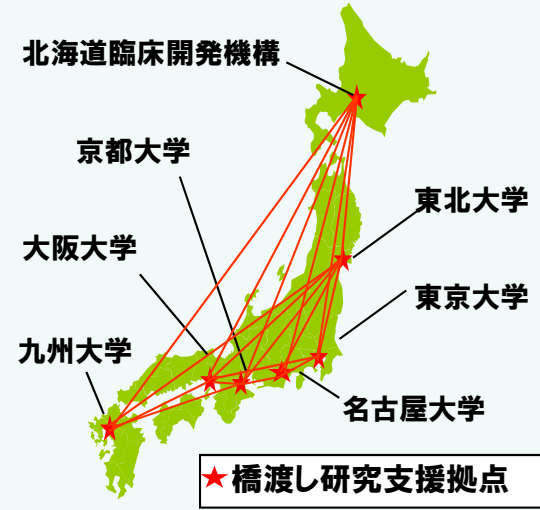 北海道臨床開発機構
京都大学
東北大学
大阪大学
東京大学
九州大学
名古屋大学
★橋渡し研究支援拠点